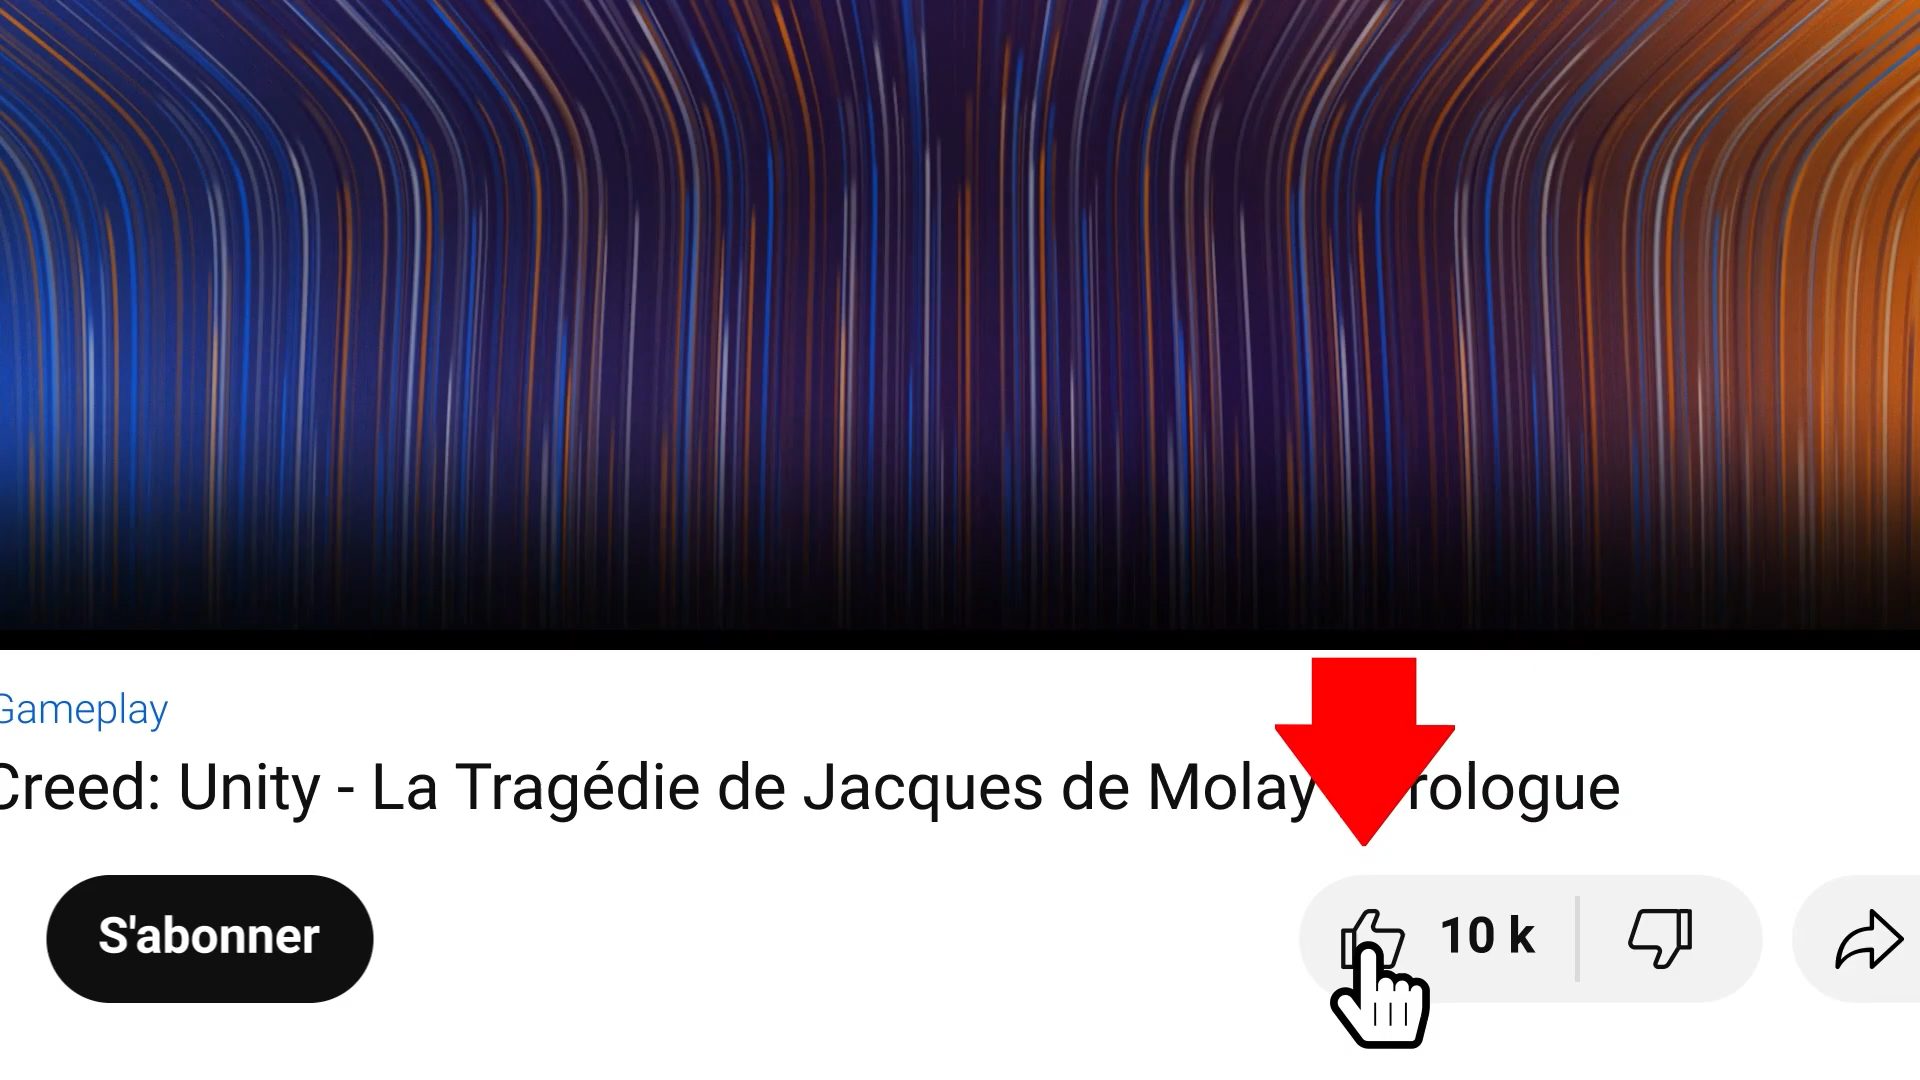 Gameplay
Creed: Unity - La Tragédie de Jacques de Molay rologue
S'abonner
10 k